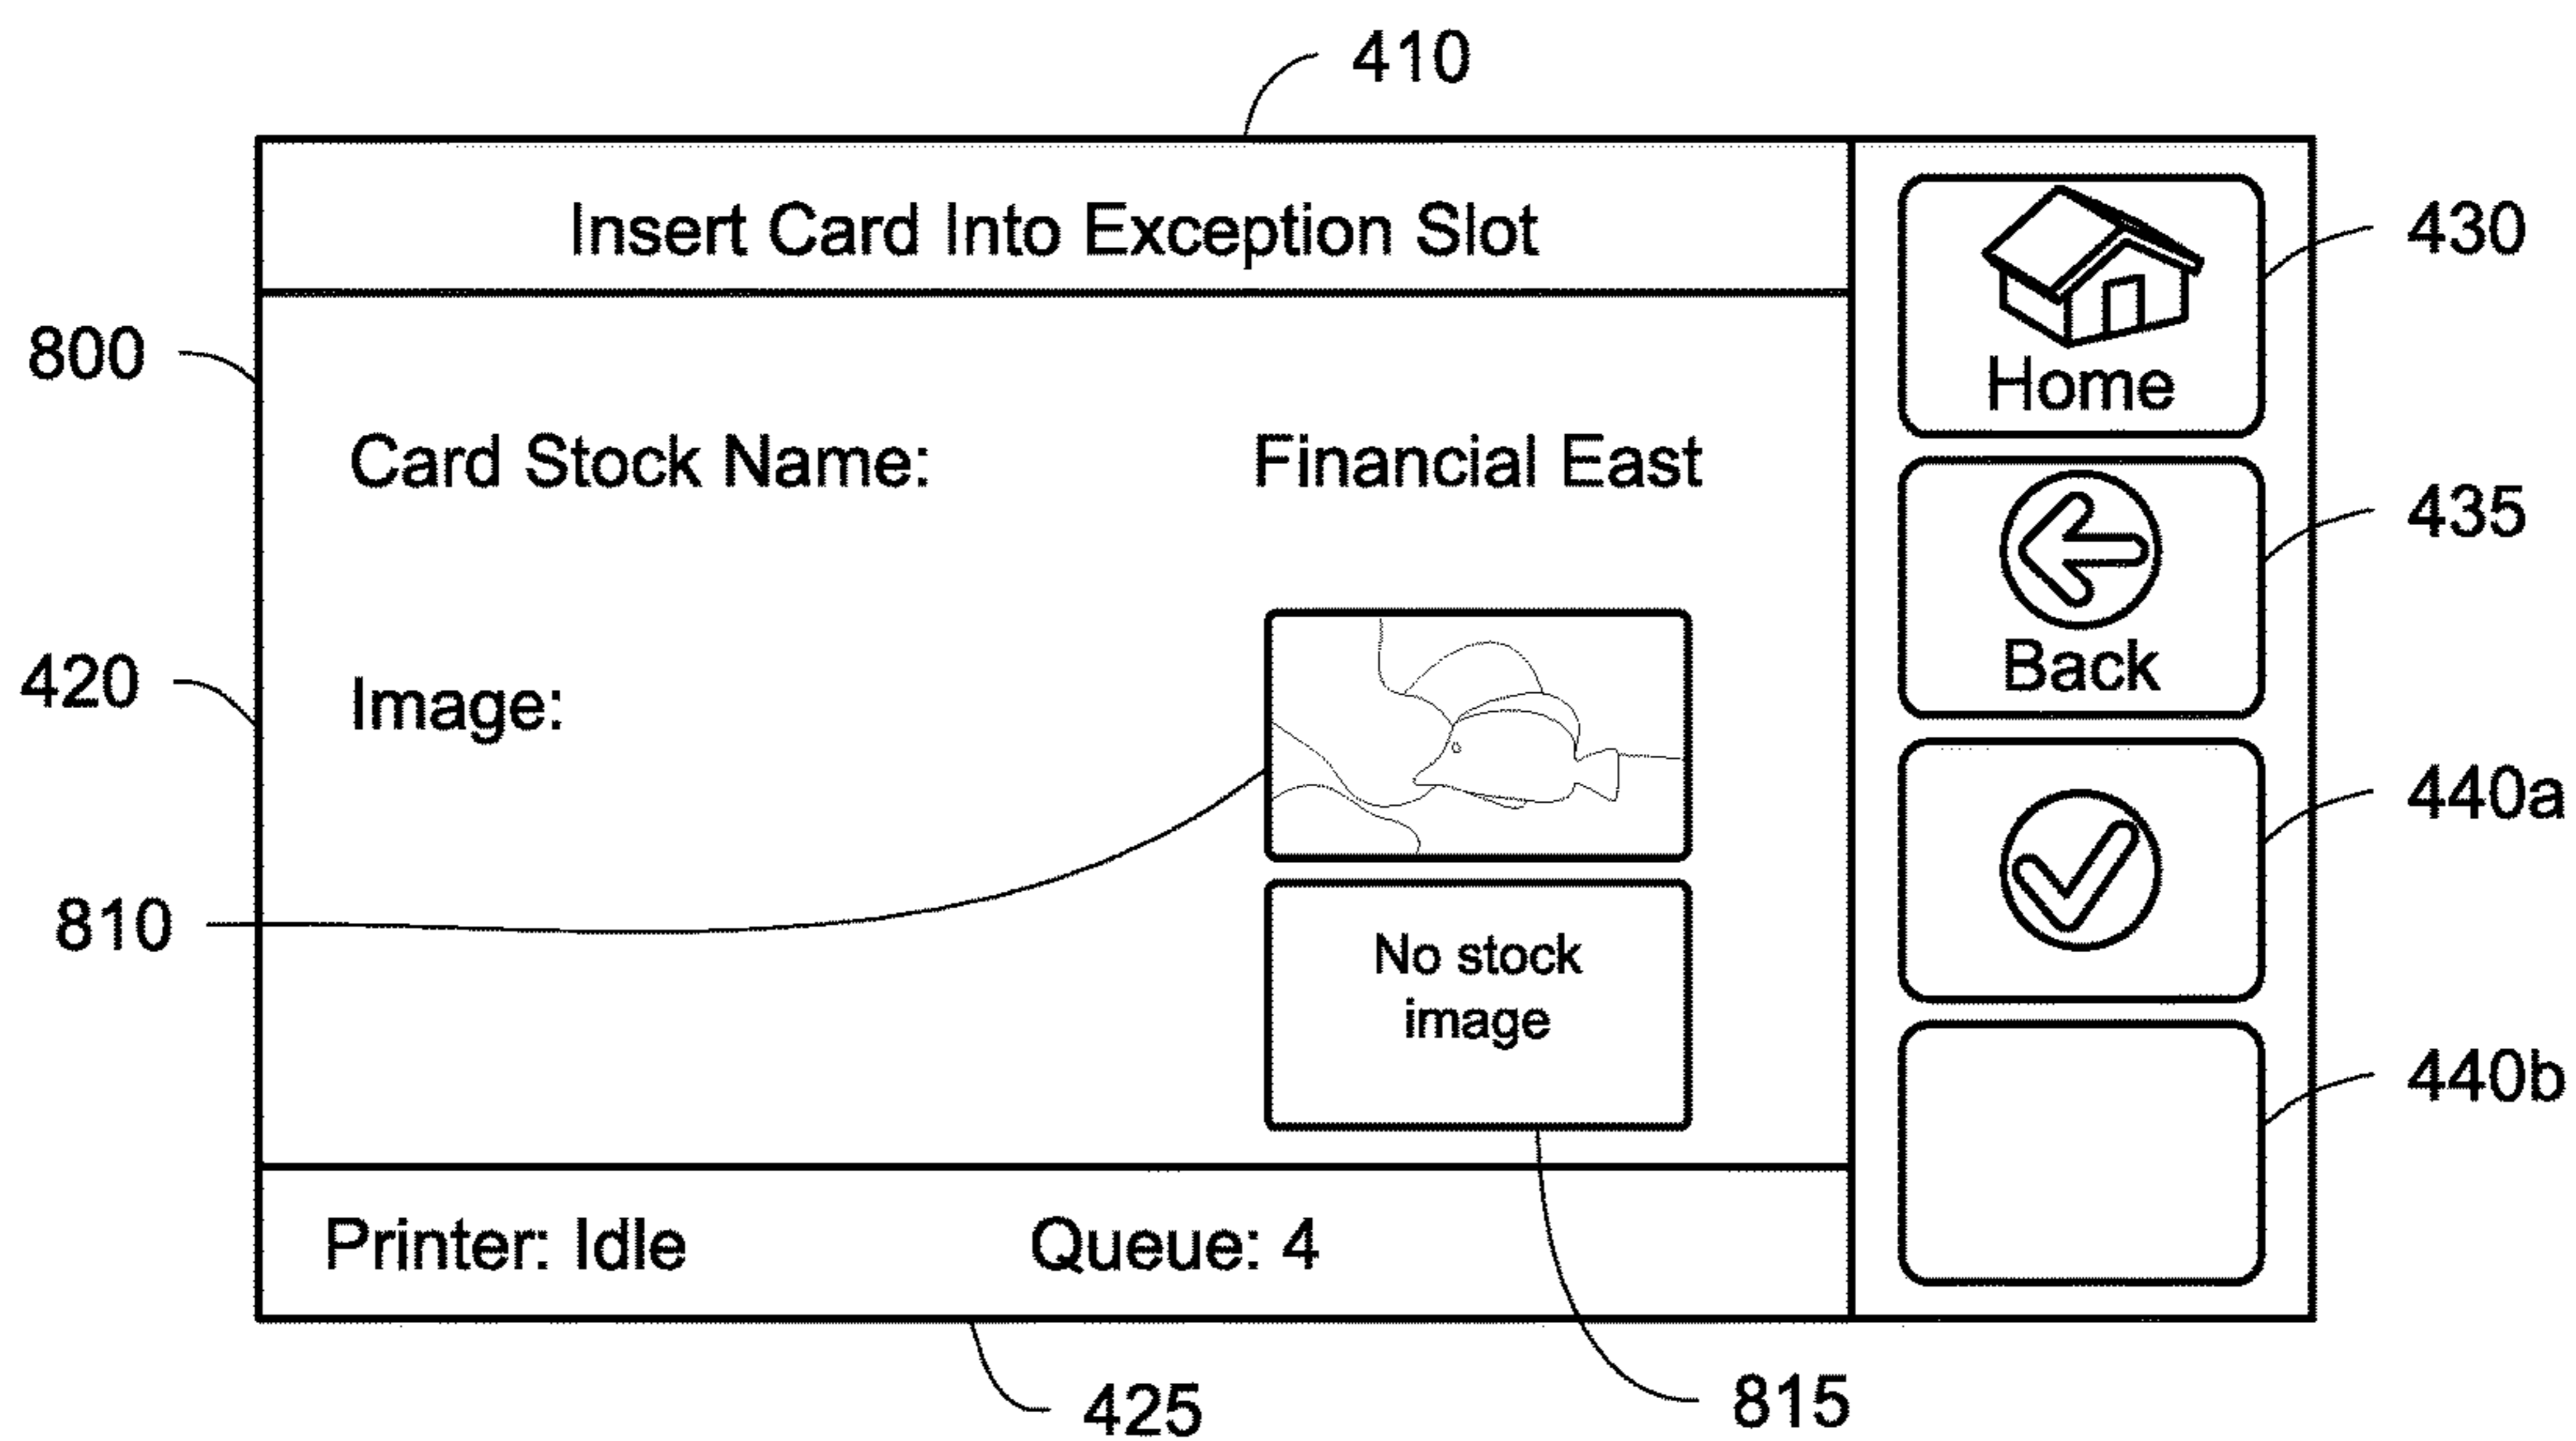 410
Insert Card Into Exception Slot
430
Home
800
Card Stock Name: Financial East
435
Back
420
Image:
440a
810
No stock
image
440b
Printer: Idle Queue: 4
425
815